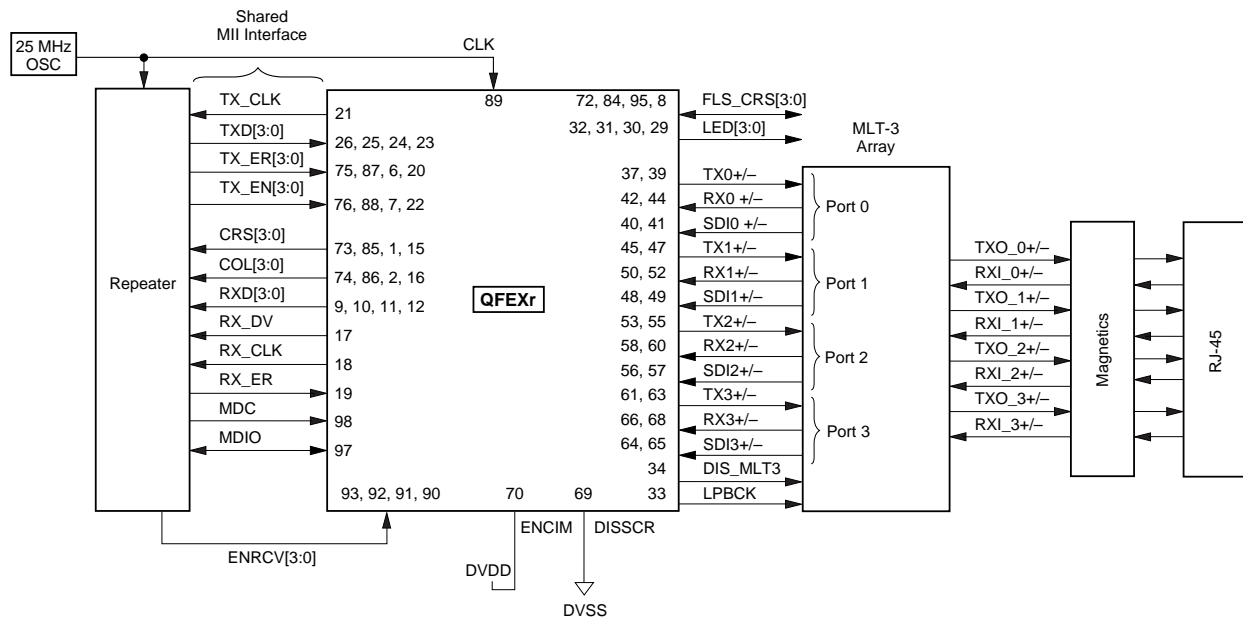 Shared
MII Interface
25 MHz
OSC
CLK
TX_CLK
TXD[3:0]
TX_ER[3:0]
TX_EN[3:0]
CRS[3:0]
COL[3:0]
RXD[3:0]
RX_DV
RX_CLK
RX_ER
MDC
MDIO
Repeater
ENRCV[3:0]
21
26, 25, 24, 23
75, 87, 6, 20
76, 88, 7, 22
73, 85, 1, 15
74, 86, 2, 16
9, 10, 11, 12
17
18
19
98
97
93, 92, 91, 90
89
QFEXr
70
69
ENCIM
DISSCR
DVDD
DVSS
72, 84, 95, 8
32, 31, 30, 29
37, 39
42, 44
40, 41
45, 47
50, 52
48, 49
53, 55
58, 60
56, 57
61, 63
66, 68
64, 65
34
33
FLS_CRS[3:0]
LED[3:0]
TX0+/–
RX0 +/–
SDI0 +/–
TX1+/–
RX1+/–
SDI1+/–
TX2+/–
RX2+/–
SDI2+/–
TX3+/–
RX3+/–
SDI3+/–
DIS_MLT3
LPBCK
MLT-3
Array
Port 0
Port 1
Port 2
Port 3
TXO_0+/–
RXI_0+/–
TXO_1+/–
RXI_1+/–
TXO_2+/–
RXI_2+/–
TXO_3+/–
RXI_3+/–
Magnetics
RJ-45